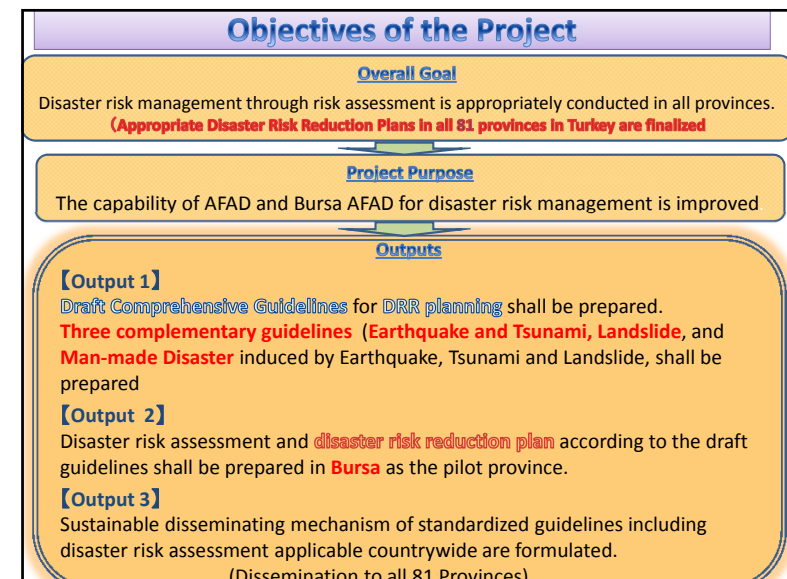 Objectives of the Project
Overall Goal
Disaster risk management through risk assessment is appropriately conducted in all provinces.
(Appropriate Disaster Risk Reduction Plans in all 81 provinces in Turkey are finalized
Project Purpose
The capability of AFAD and Bursa AFAD for disaster risk management is improved
Outputs
【Output 1】
Draft Comprehensive Guidelines for DRR planning shall be prepared.
Three complementary guidelines (Earthquake and Tsunami, Landslide, and
Man-made Disaster induced by Earthquake, Tsunami and Landslide, shall be
prepared
【Output 2】
Disaster risk assessment and disaster risk reduction plan according to the draft
guidelines shall be prepared in Bursa as the pilot province.
【Output 3】
Sustainable disseminating mechanism of standardized guidelines including
disaster risk assessment applicable countrywide are formulated.
(Dissemination to all 81 Provinces)